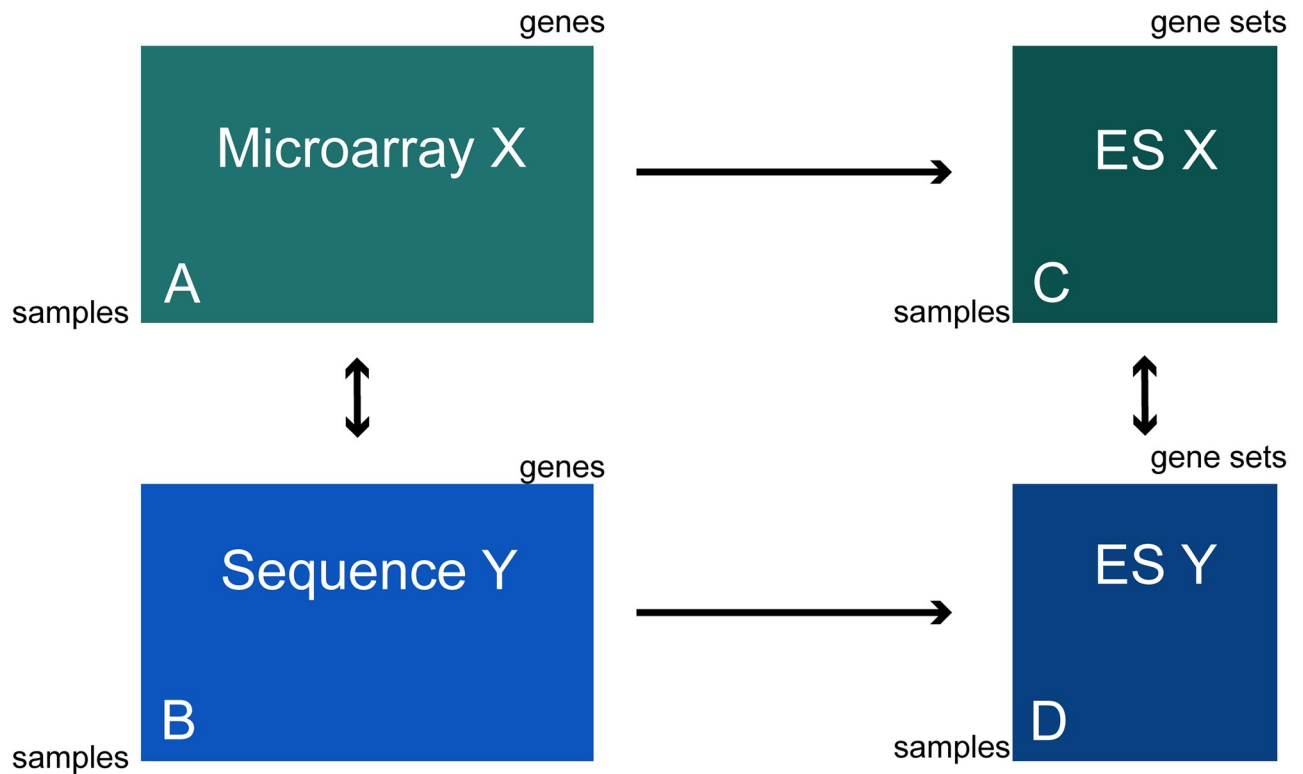 genes
gene sets
Microarray X
ES X
A
C
samples
samples
genes
gene sets
Sequence Y
ES Y
B
D
samples
samples